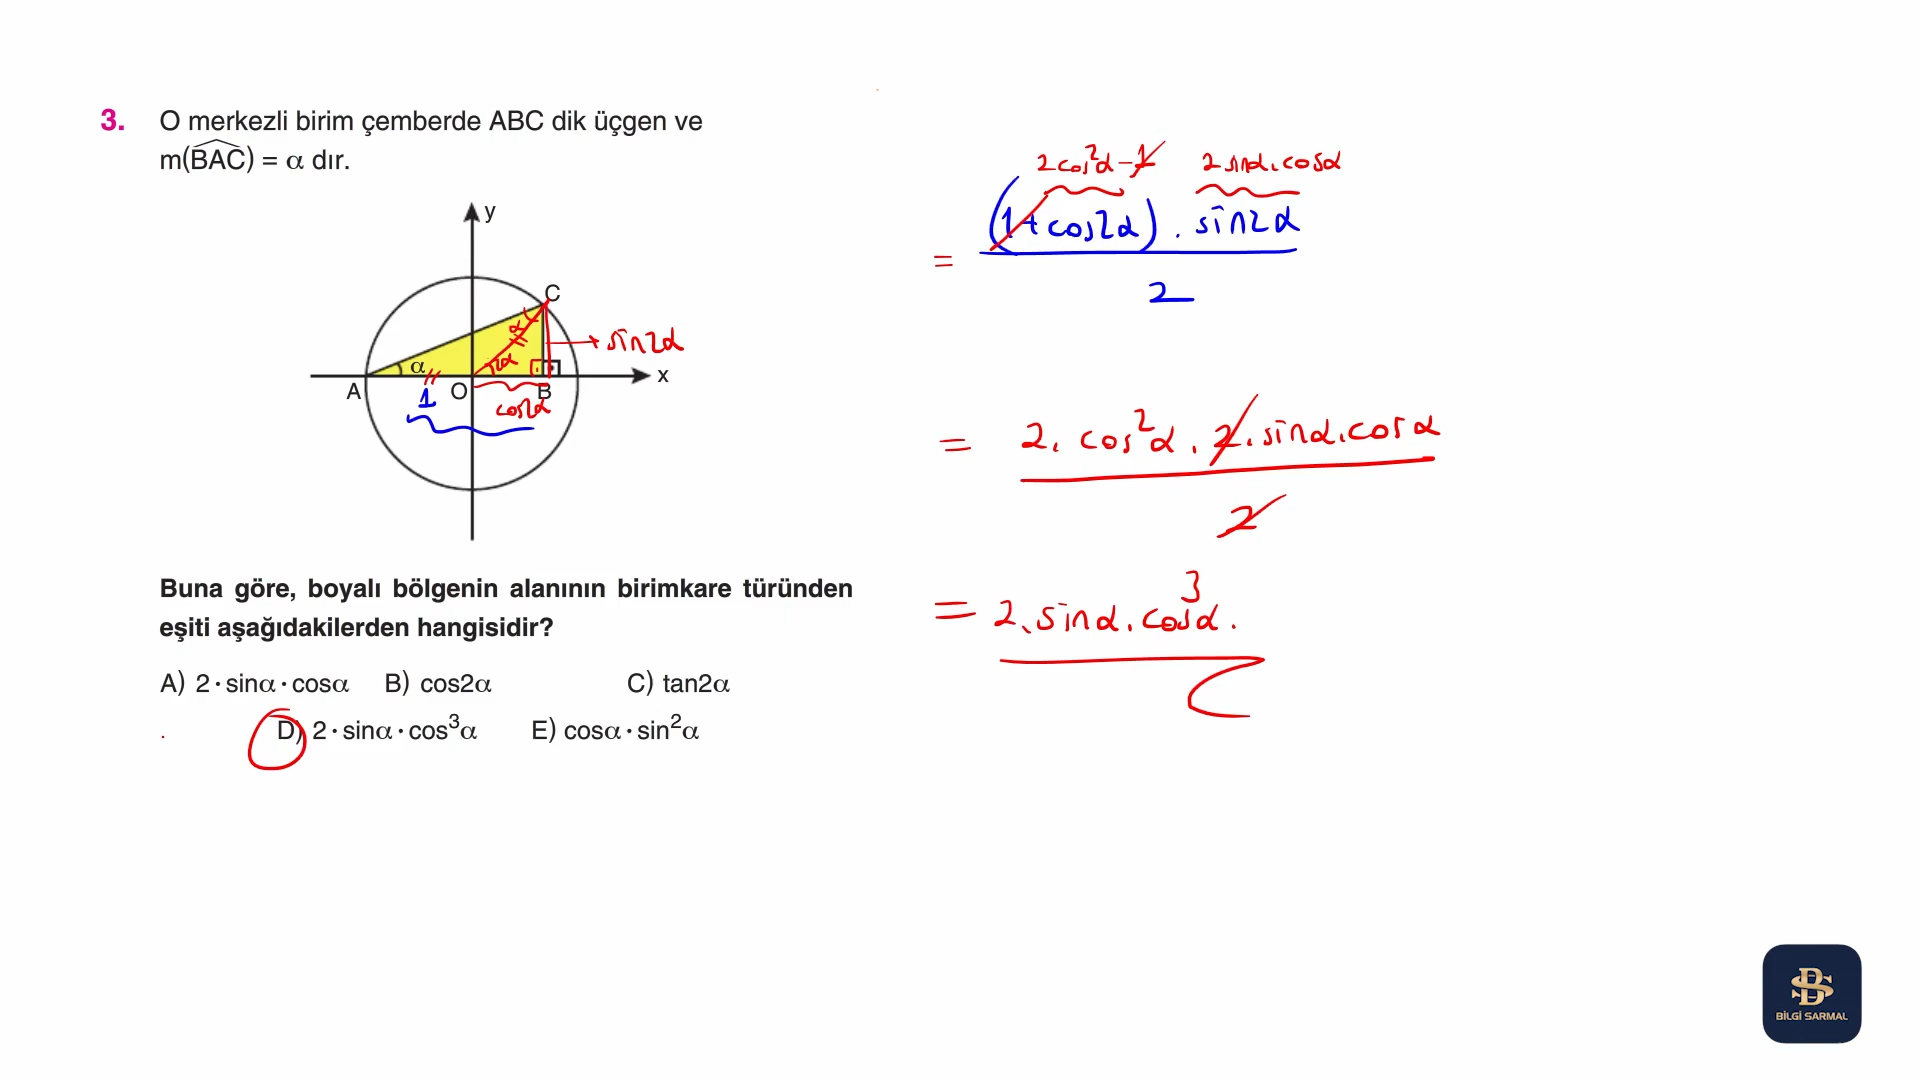 3. O merkezli birim çemberde ABC dik üçgen ve
m(BAC) = α dır.
y
C
α
sin2α
2α
α
x
A
O
B
1
cos2α
Buna göre, boyalı bölgenin alanının birimkare türünden
eşiti aşağıdakilerden hangisidir?
A) 2·sinα·cosα B) cos2α C) tan2α
D) 2·sinα·cos³α E) cosα·sin²α
2cos²α-1 2sinα.cosα
= (1+cos2α).sin2α
2
= 2.cos²α.2.sinα.cosα
2
= 2.sinα.cos³α.
BS
BİLGİ SARMAL